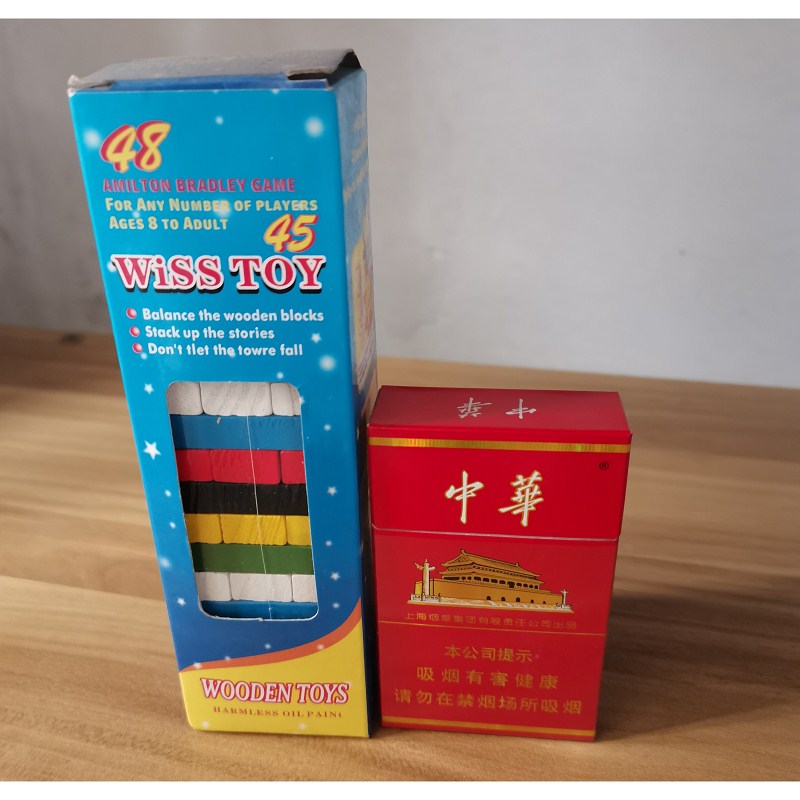 48
AMILTON BRADLEY GAME
FOR ANY NUMBER OF PLAYERS
AGES 8 TO ADULT
45
WiSS TOY
Balance the wooden blocks
Stack up the stories
Don't tlet the towre fall
WOODEN TOYS
HARMLESS OIL PAINt
中華
中華
®
上海烟草集团有限责任公司出品
本公司提示
吸烟有害健康
请勿在禁烟场所吸烟